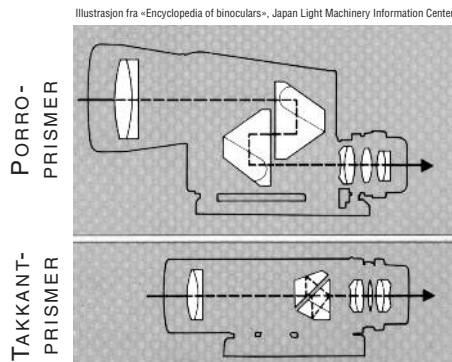 Illustrasjon fra «Encyclopedia of binoculars», Japan Light Machinery Information Center
PORRO-
PRISMER
TAKKANT-
PRISMER